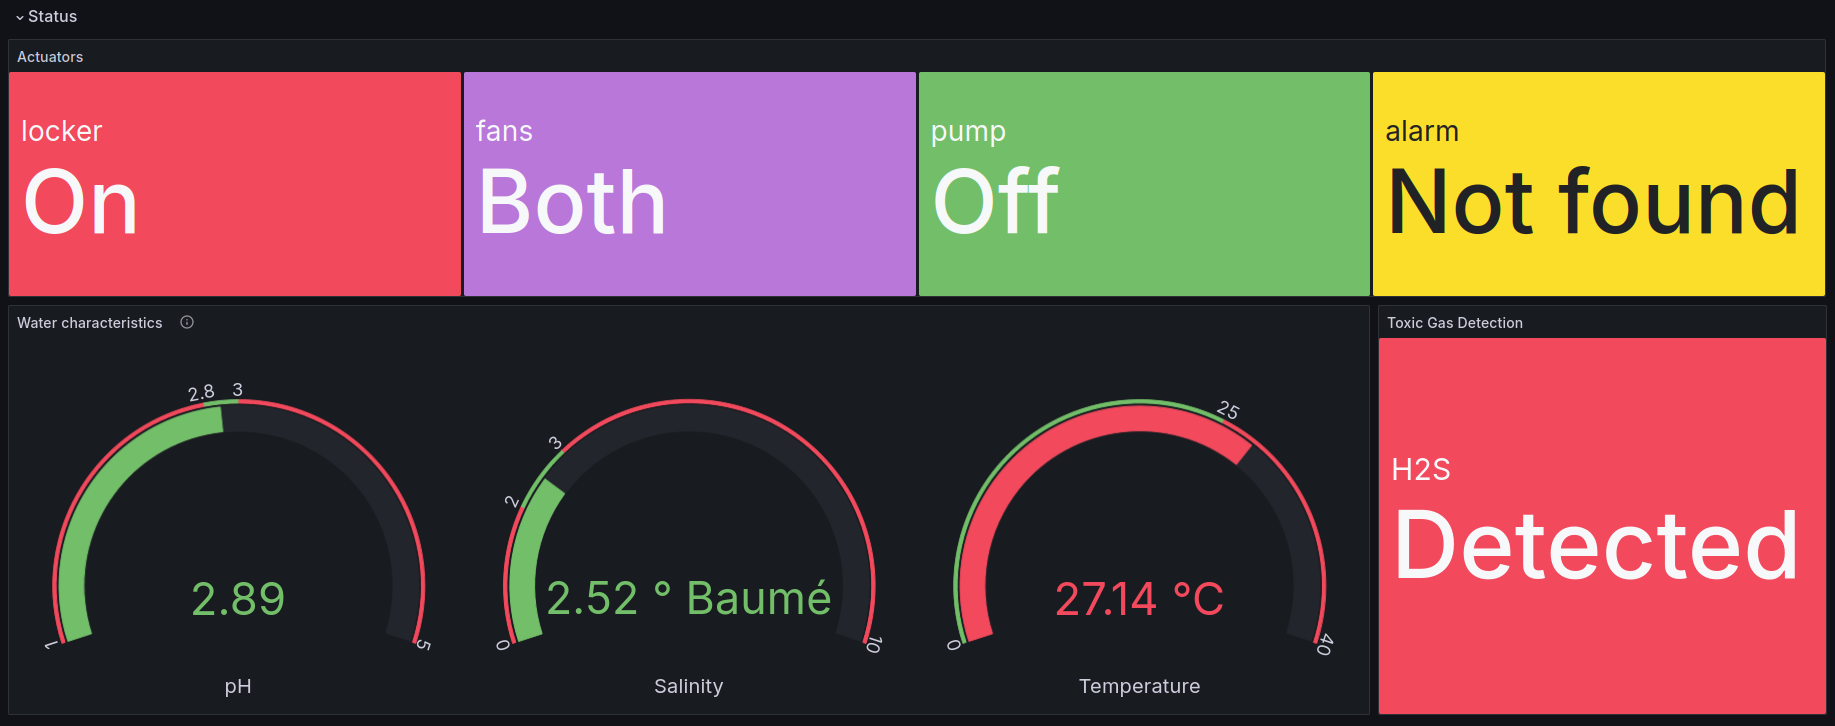 Status
Actuators
locker
On
fans
Both
pump
Off
alarm
Not found
Water characteristics
2.8
3
1
5
2.89
pH
2
3
0
10
2.52 ° Baumé
Salinity
25
0
40
27.14 °C
Temperature
Toxic Gas Detection
H2S
Detected